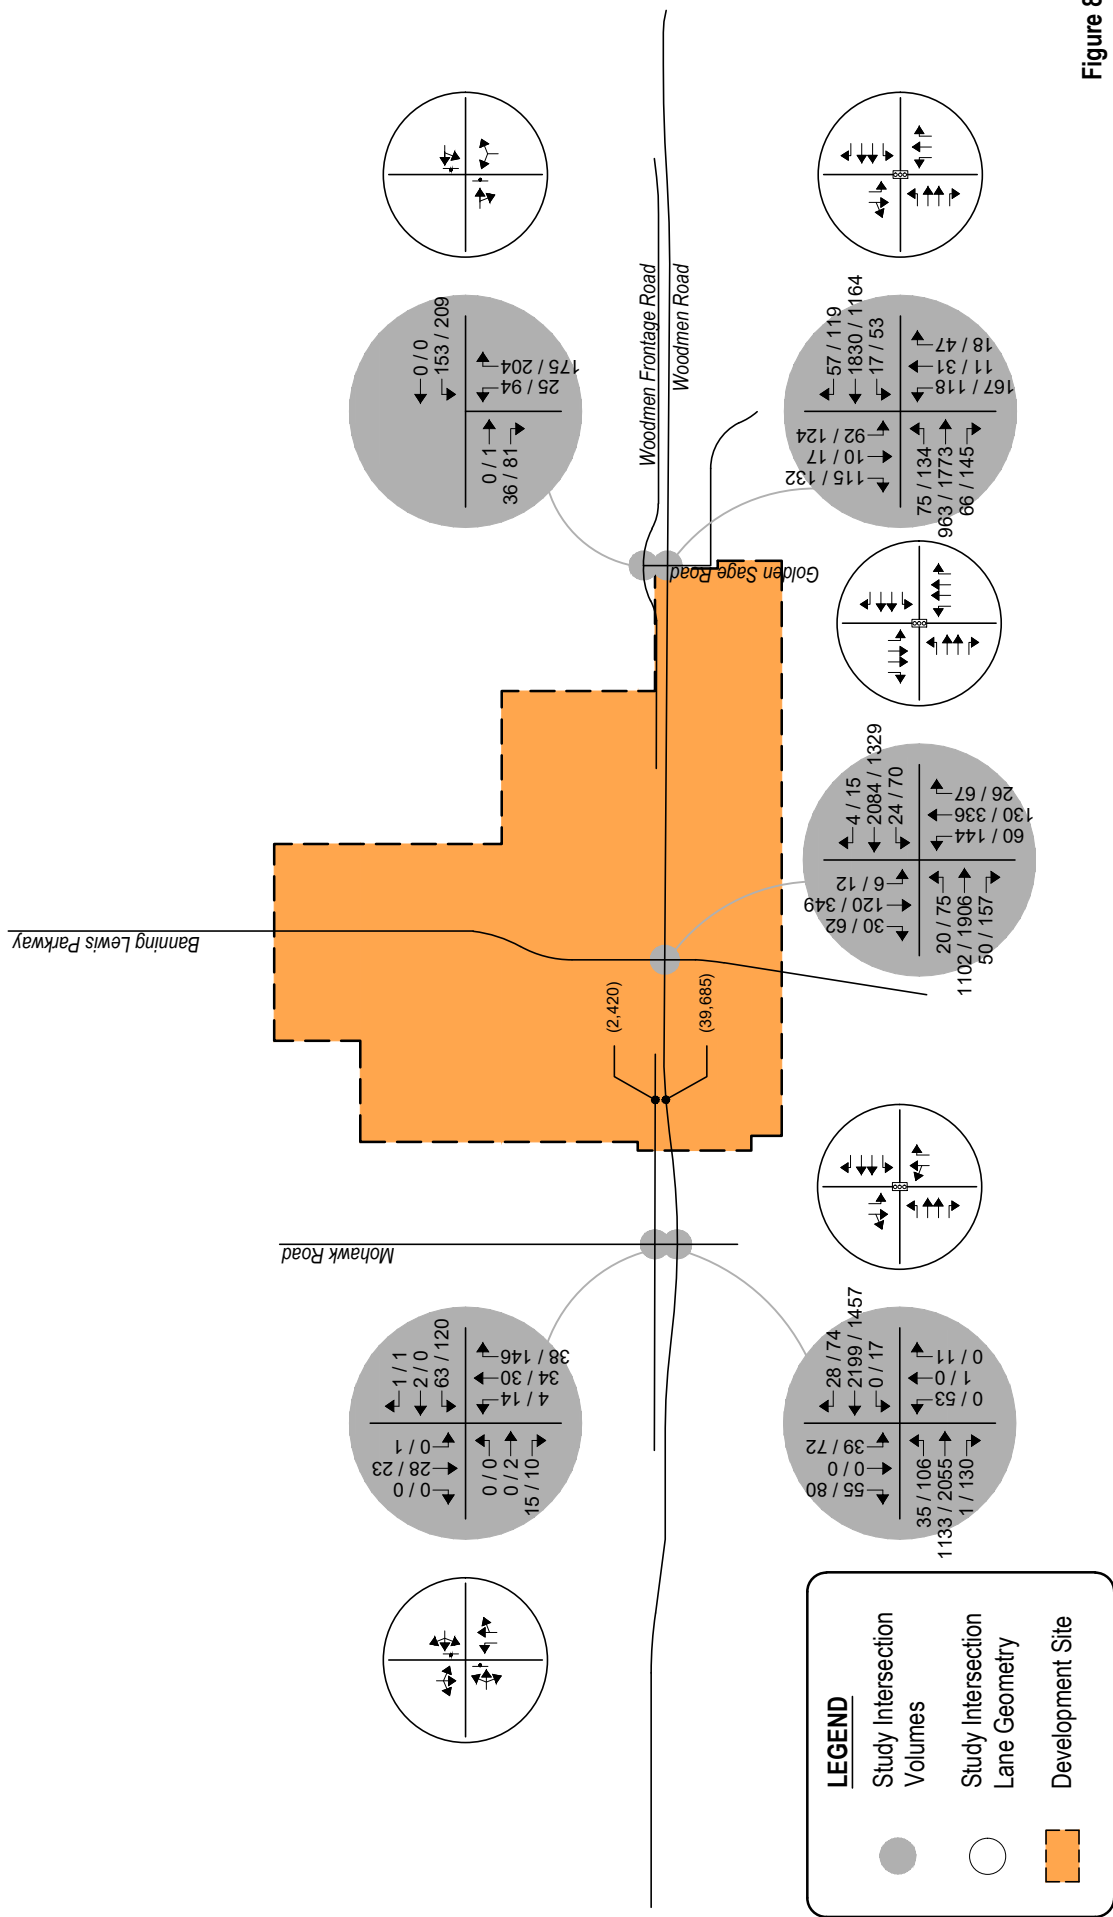 Figure 8
Banning Lewis Parkway
Woodmen Frontage Road
Woodmen Road
Golden Sage Road
Mohawk Road
(2,420)
(39,685)
0 / 0
153 / 209
0 / 1
36 / 81
25 / 94
175 / 204
57 / 119
1830 / 1164
17 / 53
115 / 132
10 / 17
92 / 124
75 / 134
963 / 1773
66 / 145
167 / 118
11 / 31
18 / 47
4 / 15
2084 / 1329
24 / 70
30 / 62
120 / 349
6 / 12
20 / 75
1102 / 1906
50 / 157
60 / 144
130 / 336
26 / 67
1 / 1
2 / 0
63 / 120
0 / 0
28 / 23
0 / 1
0 / 0
0 / 2
15 / 10
4 / 14
34 / 30
38 / 146
28 / 74
2199 / 1457
0 / 17
55 / 80
0 / 0
39 / 72
35 / 106
1133 / 2055
1 / 130
0 / 53
1 / 0
0 / 11
LEGEND
Study Intersection
Volumes
Study Intersection
Lane Geometry
Development Site